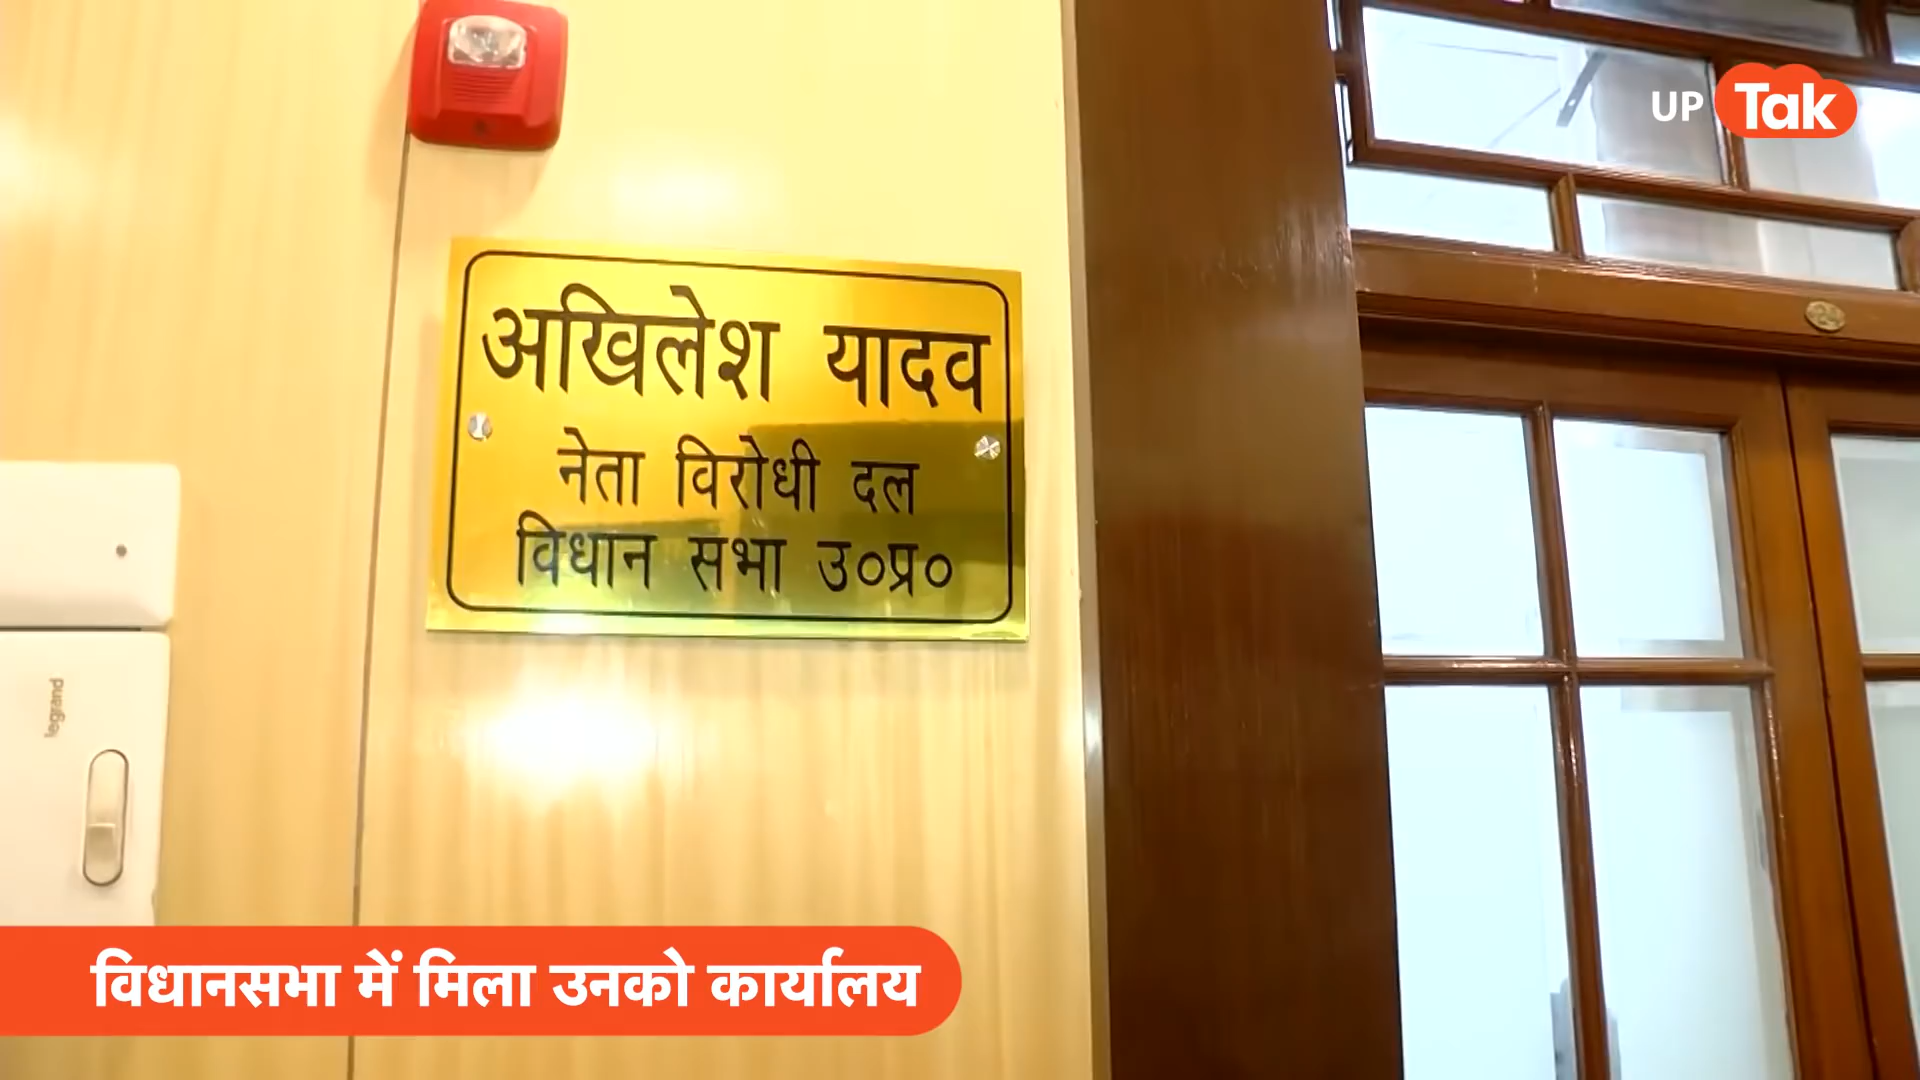 UP Tak
अखिलेश यादव
नेता विरोधी दल
विधान सभा उ०प्र०
legrand
विधानसभा में मिला उनको कार्यालय